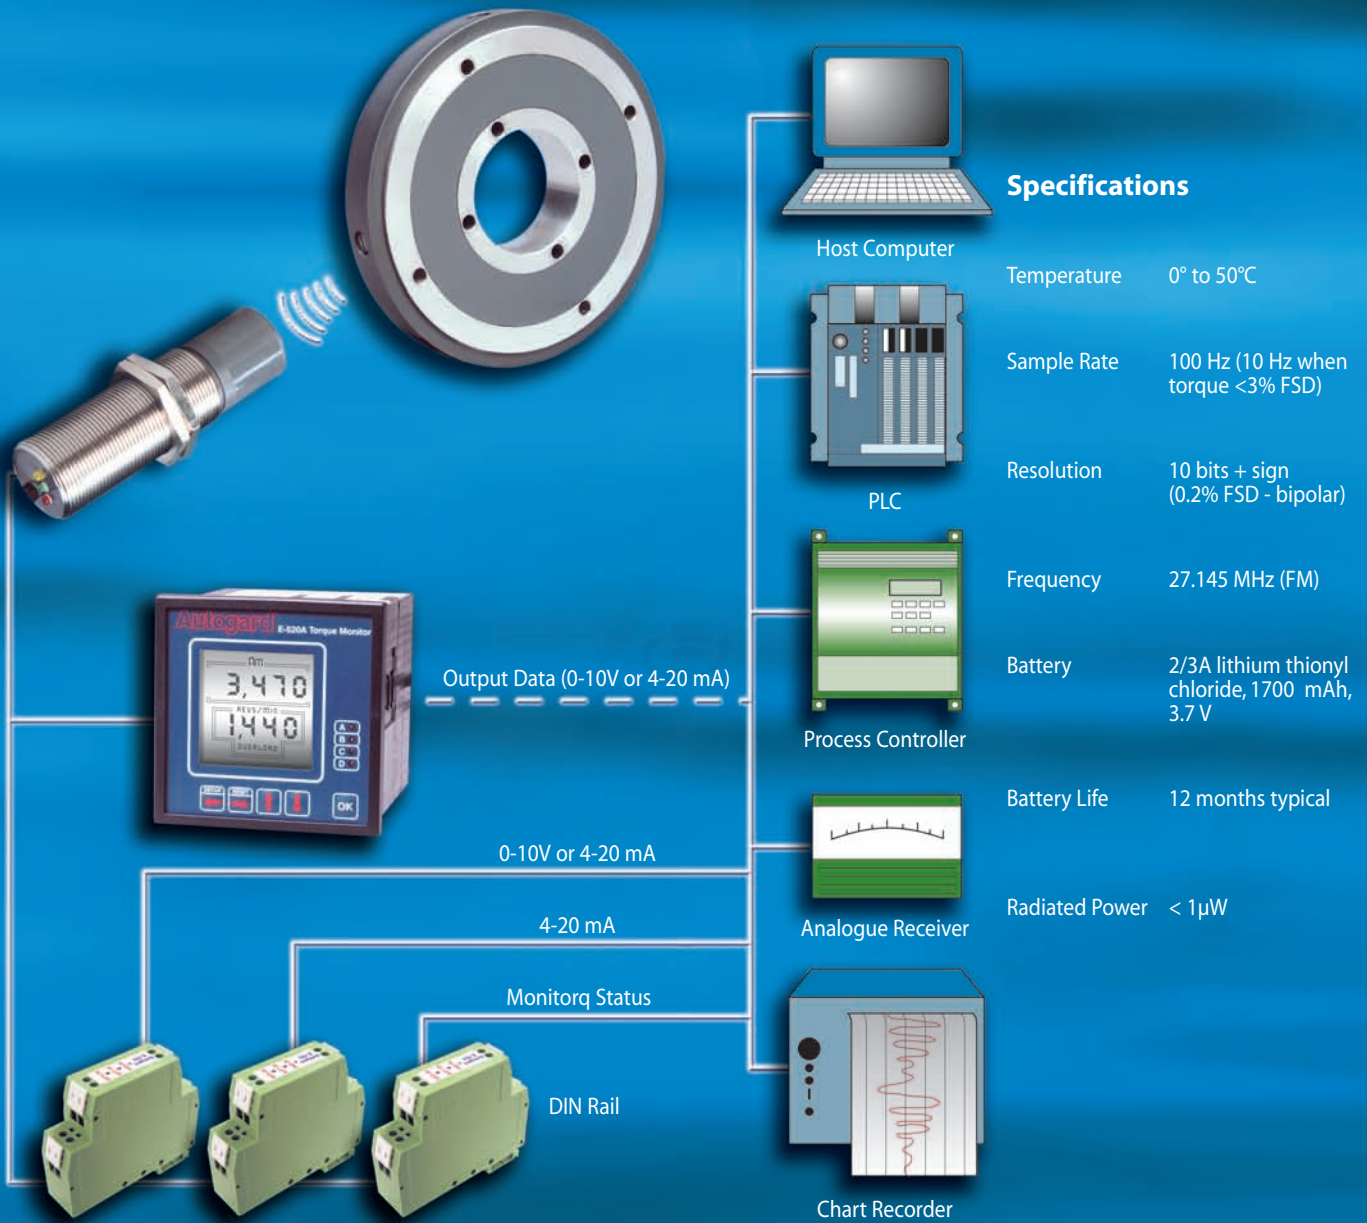 Host Computer
Specifications
Temperature 0° to 50°C
Sample Rate 100 Hz (10 Hz when
torque <3% FSD)
PLC
Resolution 10 bits + sign
(0.2% FSD - bipolar)
Frequency 27.145 MHz (FM)
Autogard E-520A Torque Monitor
Nm
3,470
REVS/min
1,440
OVERLOAD
A
B
C
D
SETUP
RESET
OK
Output Data (0-10V or 4-20 mA)
Process Controller
Battery 2/3A lithium thionyl
chloride, 1700 mAh,
3.7 V
Battery Life 12 months typical
0-10V or 4-20 mA
4-20 mA
Analogue Receiver
Radiated Power < 1µW
Monitorq Status
DIN Rail
Chart Recorder